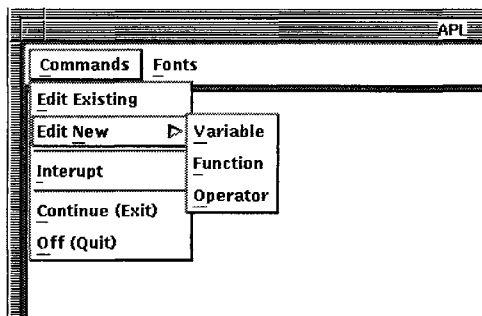 APL
Commands Fonts
Edit Existing
Edit New
Variable
Function
Operator
Interupt
Continue (Exit)
Off (Quit)